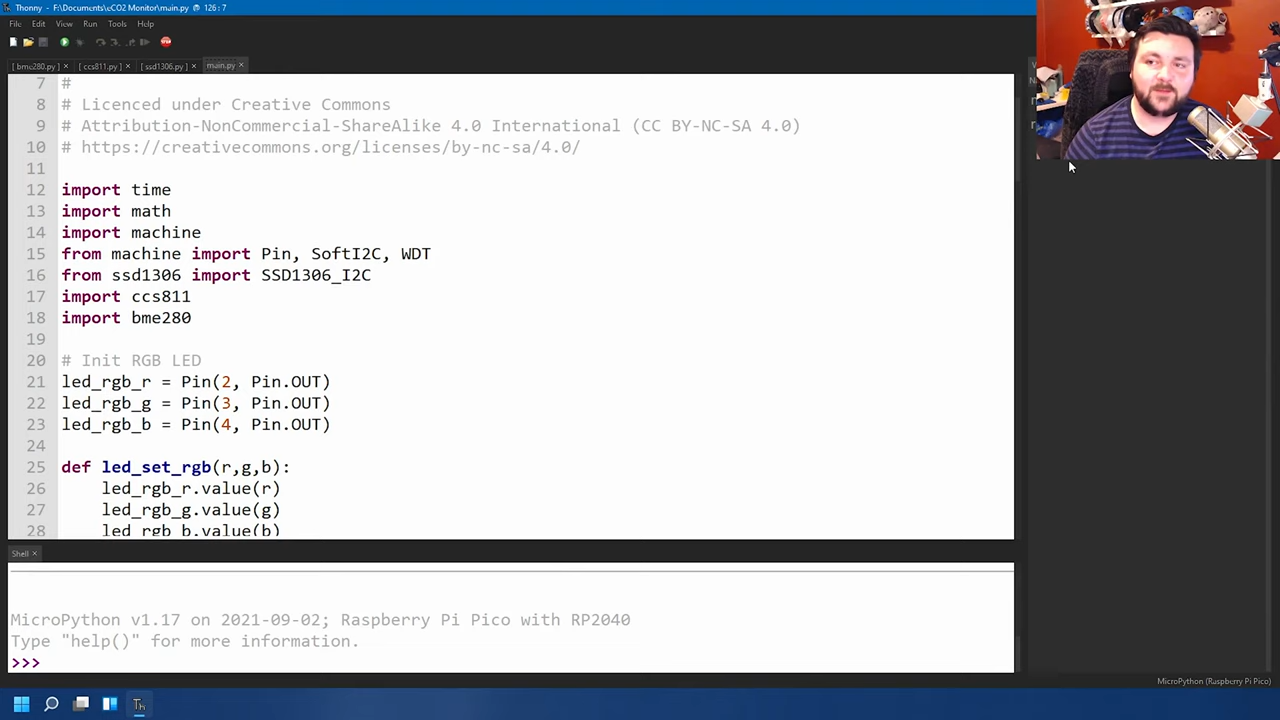 Thonny - F:\Documents\eCO2 Monitor\main.py @ 126:7
File Edit View Run Tools Help
[ bme280.py ] × [ ccs811.py ] × [ ssd1306.py ] × main.py ×
7 #
8 # Licenced under Creative Commons
9 # Attribution-NonCommercial-ShareAlike 4.0 International (CC BY-NC-SA 4.0)
10 # https://creativecommons.org/licenses/by-nc-sa/4.0/
11
12 import time
13 import math
14 import machine
15 from machine import Pin, SoftI2C, WDT
16 from ssd1306 import SSD1306_I2C
17 import ccs811
18 import bme280
19
20 # Init RGB LED
21 led_rgb_r = Pin(2, Pin.OUT)
22 led_rgb_g = Pin(3, Pin.OUT)
23 led_rgb_b = Pin(4, Pin.OUT)
24
25 def led_set_rgb(r,g,b):
26 led_rgb_r.value(r)
27 led_rgb_g.value(g)
28 led_rgb_b.value(b)
Shell ×
MicroPython v1.17 on 2021-09-02; Raspberry Pi Pico with RP2040
Type "help()" for more information.
>>>
MicroPython (Raspberry Pi Pico)
Th